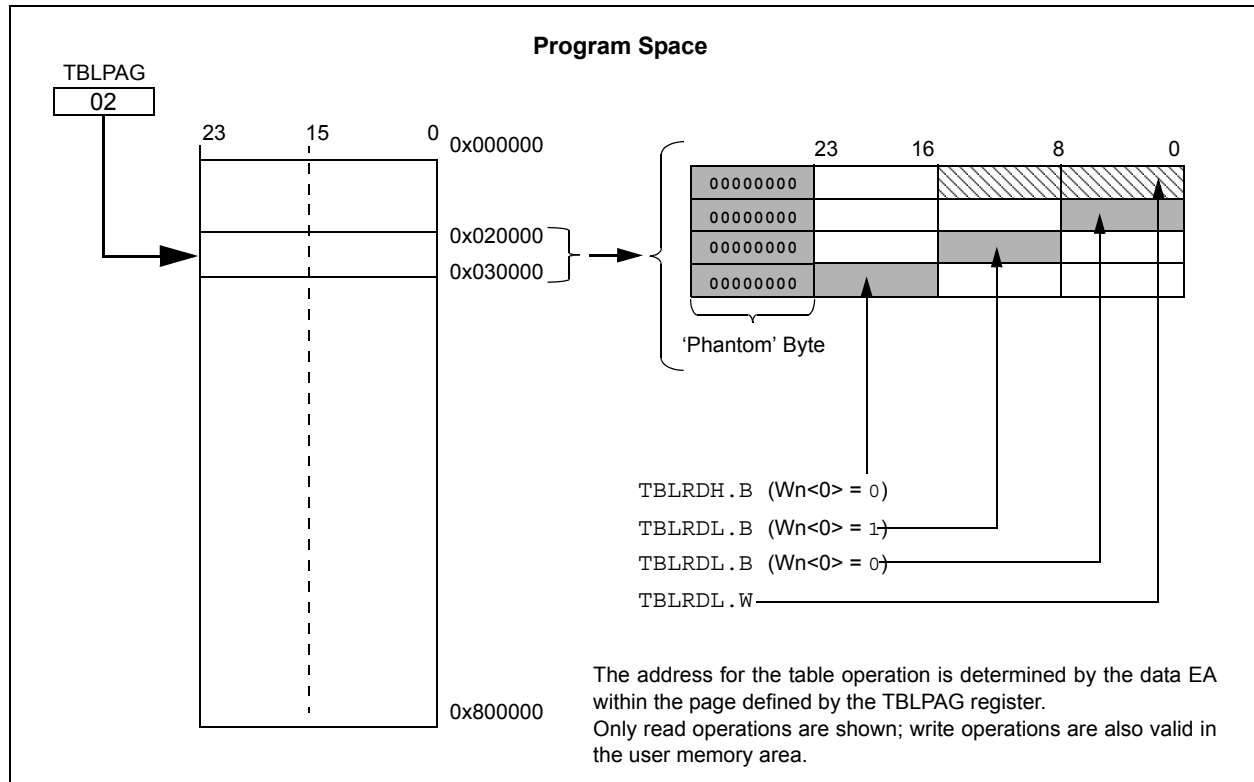 Program Space
TBLPAG
02
23 15 0
0x000000
0x020000
0x030000
0x800000
23 16 8 0
00000000
00000000
00000000
00000000
‘Phantom’ Byte
TBLRDH.B (Wn<0> = 0)
TBLRDL.B (Wn<0> = 1)
TBLRDL.B (Wn<0> = 0)
TBLRDL.W
The address for the table operation is determined by the data EA
within the page defined by the TBLPAG register.
Only read operations are shown; write operations are also valid in
the user memory area.